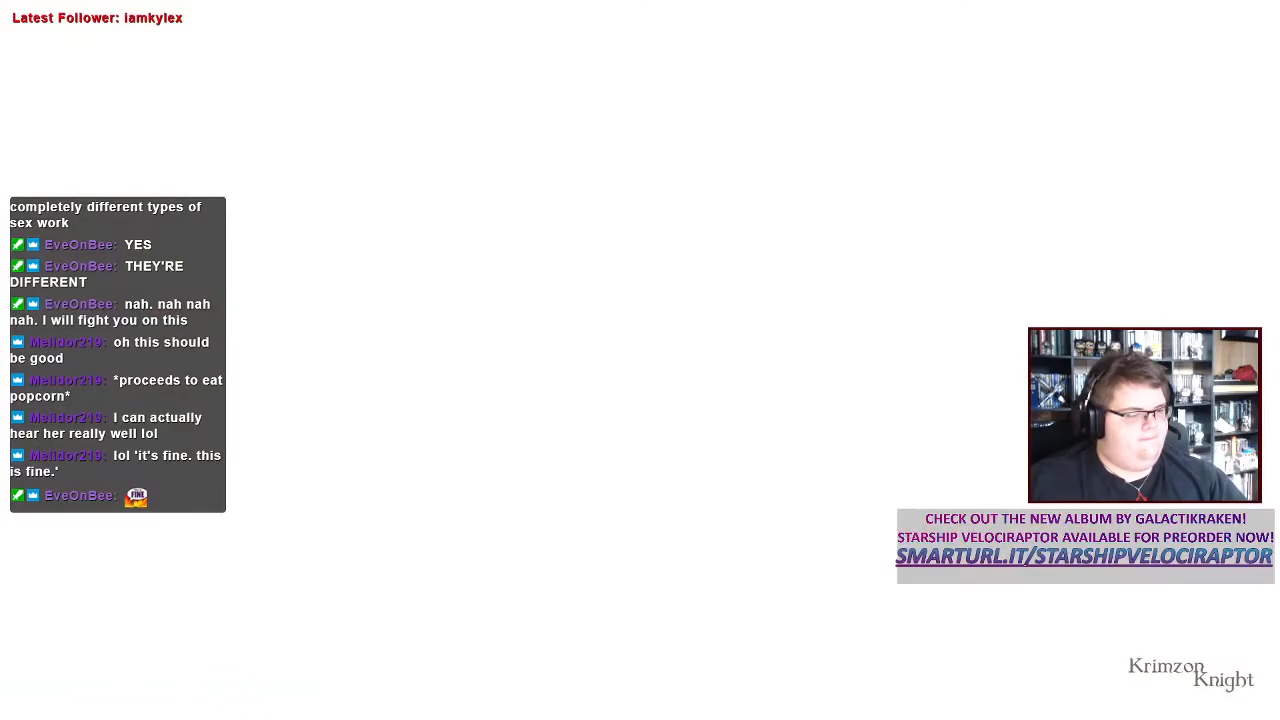 Latest Follower: iamkylex
completely different types of
sex work
EveOnBee: YES
EveOnBee: THEY'RE
DIFFERENT
EveOnBee: nah. nah nah
nah. I will fight you on this
Melidor219: oh this should
be good
Melidor219: *proceeds to eat
popcorn*
Melidor219: I can actually
hear her really well lol
Melidor219: lol 'it's fine. this
is fine.'
EveOnBee: FINE
CHECK OUT THE NEW ALBUM BY GALACTIKRAKEN!
STARSHIP VELOCIRAPTOR AVAILABLE FOR PREORDER NOW!
SMARTURL.IT/STARSHIPVELOCIRAPTOR
Krimzon
Knight